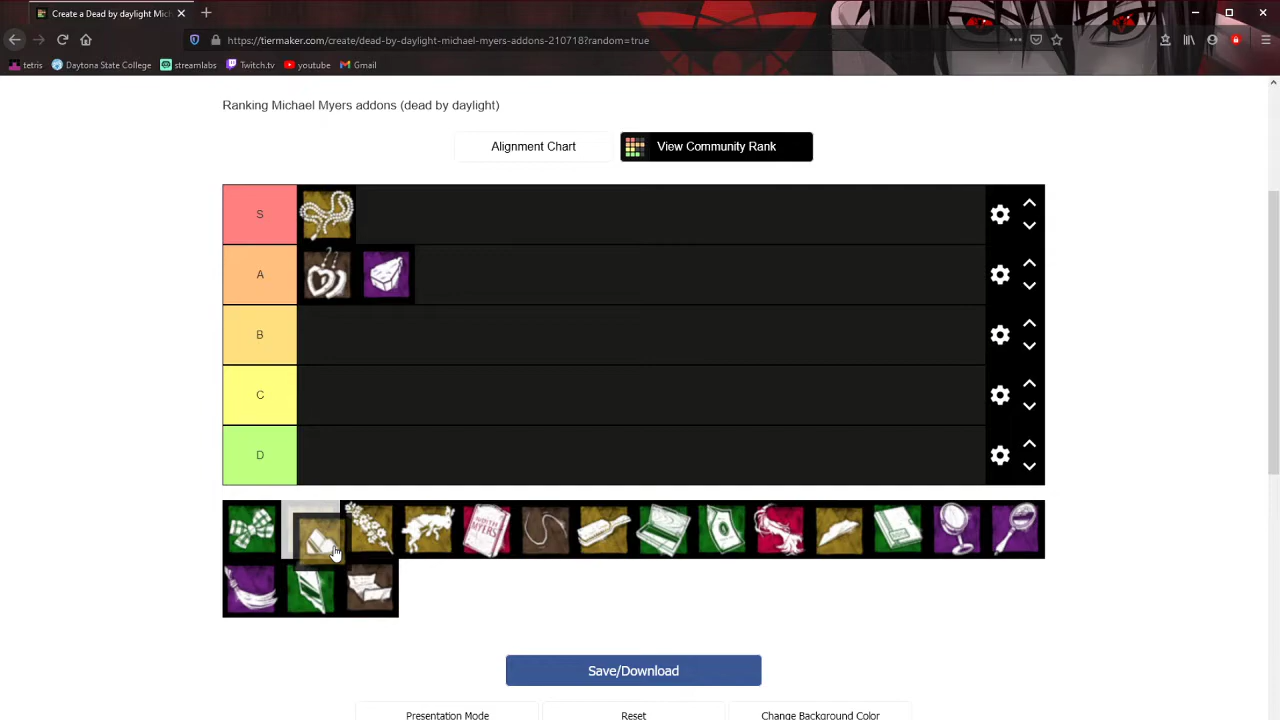 Create a Dead by daylight Mich
https://tiermaker.com/create/dead-by-daylight-michael-myers-addons-210718?random=true
tetris
Daytona State College
streamlabs
Twitch.tv
youtube
Gmail
Ranking Michael Myers addons (dead by daylight)
Alignment Chart
View Community Rank
S
A
B
C
D
MYERS
Save/Download
Presentation Mode
Reset
Change Background Color